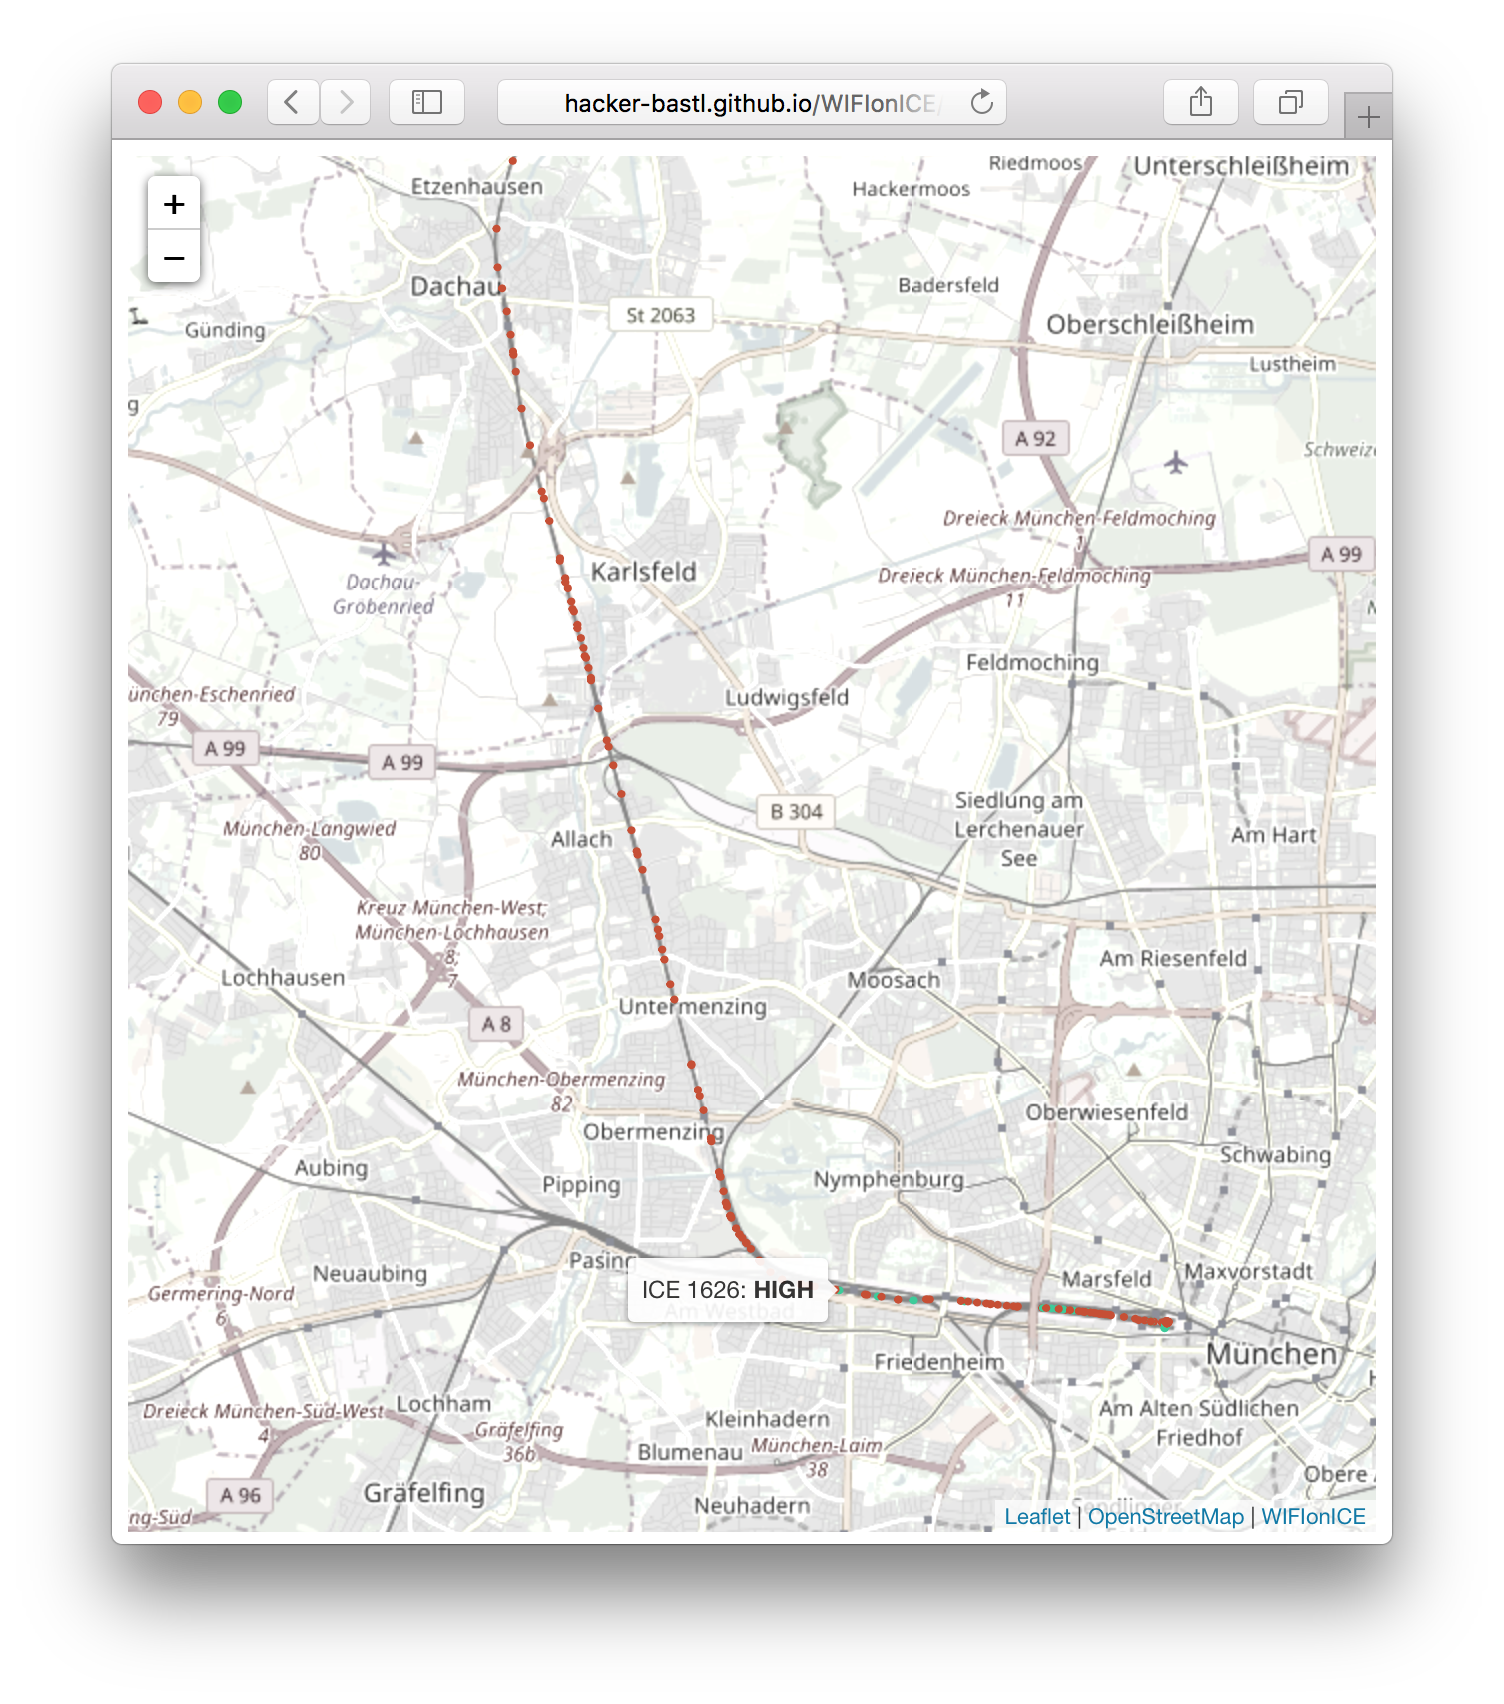 hacker-bastl.github.io/WIFIonICE/
+
−
Etzenhausen
Riedmoos
Hackermoos
Unterschleißheim
Dachau
Badersfeld
St 2063
Günding
Oberschleißheim
Lustheim
g
A 92
Schweize
Dreieck München-Feldmoching
1
A 99
Karlsfeld
Dachau-
Gröbenried
Dreieck München-Feldmoching
11
Feldmoching
ünchen-Eschenried
79
Ludwigsfeld
A 99
A 99
Siedlung am
Lerchenauer
See
B 304
München-Langwied
80
Allach
Am Hart
Kreuz München-West;
München-Lochhausen
8;
7
Lochhausen
Am Riesenfeld
Moosach
Untermenzing
A 8
München-Obermenzing
82
Oberwiesenfeld
Obermenzing
Schwabing
Aubing
Pipping
Nymphenburg
Pasing
Neuaubing
Marsfeld
Maxvorstadt
Germering-Nord
6
ICE 1626: HIGH
Am Westbad
München
Friedenheim
Dreieck München-Süd-West
4
Lochham
Gräfelfing
36b
Kleinhadern
Am Alten Südlichen
Friedhof
Blumenau
München-Laim
38
Obere
A 96
Gräfelfing
Neuhadern
ng-Süd
Sendlinger
Leaflet | OpenStreetMap | WIFIonICE